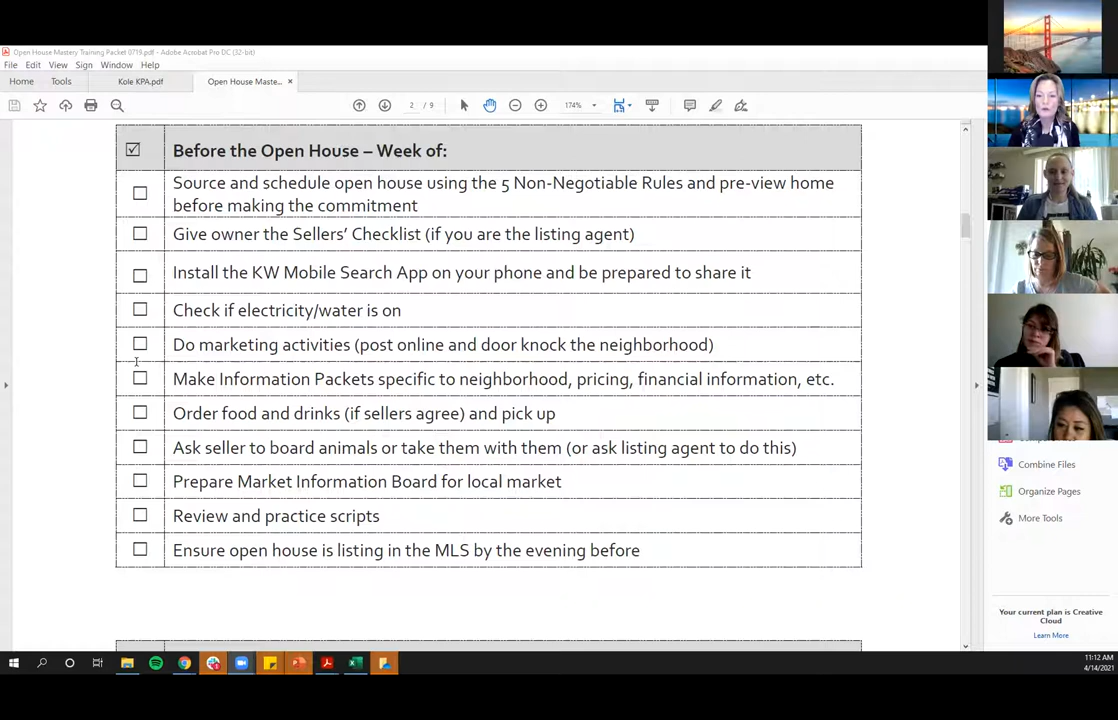 Open House Mastery Training Packet 0719.pdf - Adobe Acrobat Pro DC (32-bit)
File Edit View Sign Window Help
Home Tools Kole KPA.pdf Open House Maste... ×
2 / 9 174%
Before the Open House – Week of:
Source and schedule open house using the 5 Non-Negotiable Rules and pre-view home
before making the commitment
Give owner the Sellers’ Checklist (if you are the listing agent)
Install the KW Mobile Search App on your phone and be prepared to share it
Check if electricity/water is on
Do marketing activities (post online and door knock the neighborhood)
Make Information Packets specific to neighborhood, pricing, financial information, etc.
Order food and drinks (if sellers agree) and pick up
Ask seller to board animals or take them with them (or ask listing agent to do this)
Prepare Market Information Board for local market
Review and practice scripts
Ensure open house is listing in the MLS by the evening before
Combine Files
Organize Pages
More Tools
Your current plan is Creative
Cloud
Learn More
11:12 AM
4/14/2021